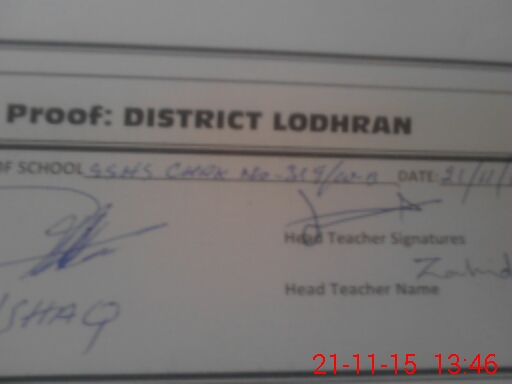 Proof: DISTRICT LODHRAN
OF SCHOOL GGHS CHAK No. 319/W-B DATE: 21/11/
Head Teacher Signatures
Zahid
Head Teacher Name
ISHAQ
21-11-15 13:46